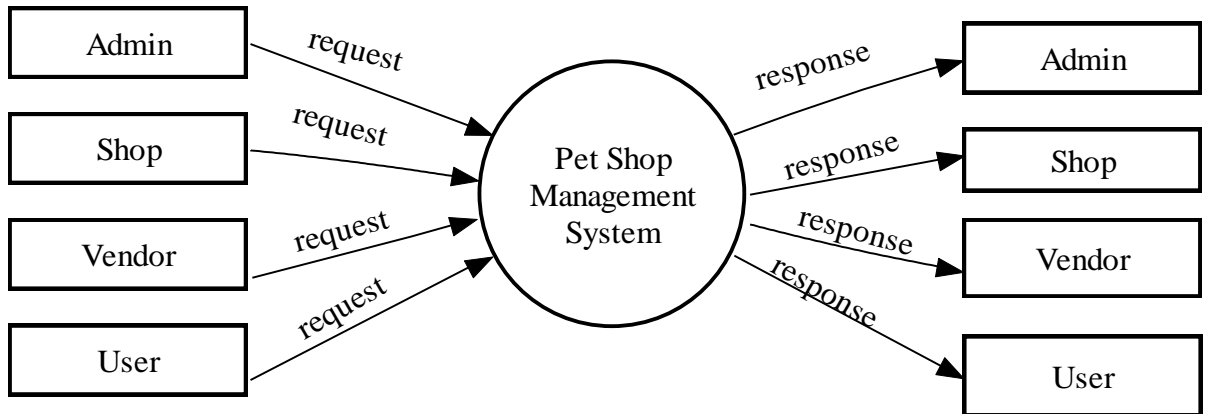 Admin
request
response
Admin
Shop
request
response
Shop
Pet Shop
Management
System
Vendor
request
response
Vendor
User
request
response
User